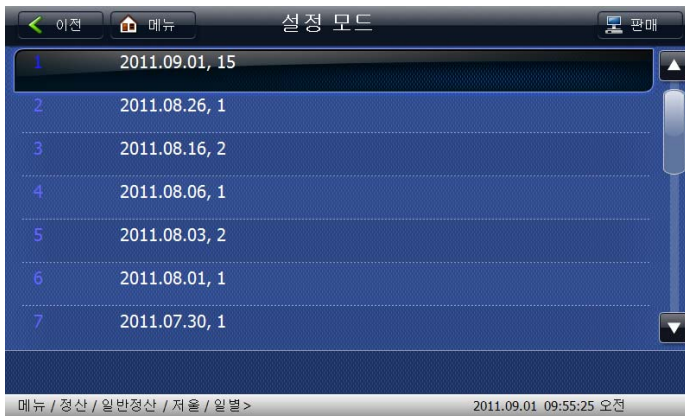 이전 메뉴 설정 모드 판매
1 2011.09.01, 15
2 2011.08.26, 1
3 2011.08.16, 2
4 2011.08.06, 1
5 2011.08.03, 2
6 2011.08.01, 1
7 2011.07.30, 1
메뉴 / 정산 / 일반정산 / 저울 / 일별> 2011.09.01 09:55:25 오전